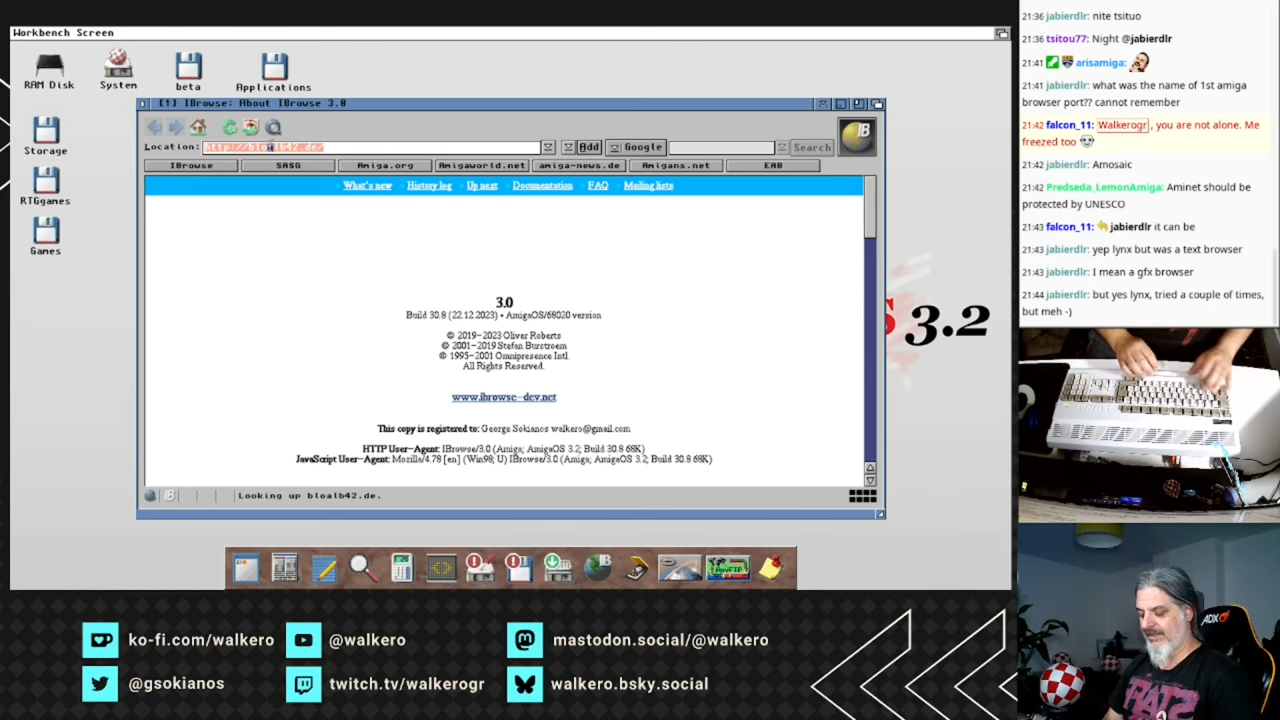 Workbench Screen
RAM Disk
System
beta
Applications
Storage
RTGgames
Games
[1] IBrowse: About IBrowse 3.0
Location:
http://bloalb42.de/
Add
Google
Search
IBrowse
SASG
Amiga.org
Amigaworld.net
amiga-news.de
Amigans.net
EAB
> What's new > History log > Up next > Documentation > FAQ > Mailing lists
3.0
Build 30.8 (22.12.2023) • AmigaOS/68020 version
© 2019-2023 Oliver Roberts
© 2001-2019 Stefan Burstroem
© 1995-2001 Omnipresence Intl.
All Rights Reserved.
www.ibrowse-dev.net
This copy is registered to: George Sokianos walkero@gmail.com
HTTP User-Agent: IBrowse/3.0 (Amiga; AmigaOS 3.2; Build 30.8 68K)
JavaScript User-Agent: Mozilla/4.78 [en] (Win98; U) IBrowse/3.0 (Amiga; AmigaOS 3.2; Build 30.8 68K)
Looking up bloalb42.de.
S 3.2
21:36 jabierdlr: nite tsituo
21:36 tsitou77: Night @jabierdlr
21:41 arisamiga:
21:41 jabierdlr: what was the name of 1st amiga
browser port?? cannot remember
21:42 falcon_11: Walkerogr, you are not alone. Me
freezed too
21:42 jabierdlr: Amosaic
21:42 Predseda_LemonAmiga: Aminet should be
protected by UNESCO
21:43 falcon_11: jabierdlr it can be
21:43 jabierdlr: yep lynx but was a text browser
21:43 jabierdlr: I mean a gfx browser
21:44 jabierdlr: but yes lynx, tried a couple of times,
but meh -)
ADX
ko-fi.com/walkero
@walkero
mastodon.social/@walkero
@gsokianos
twitch.tv/walkerogr
walkero.bsky.social